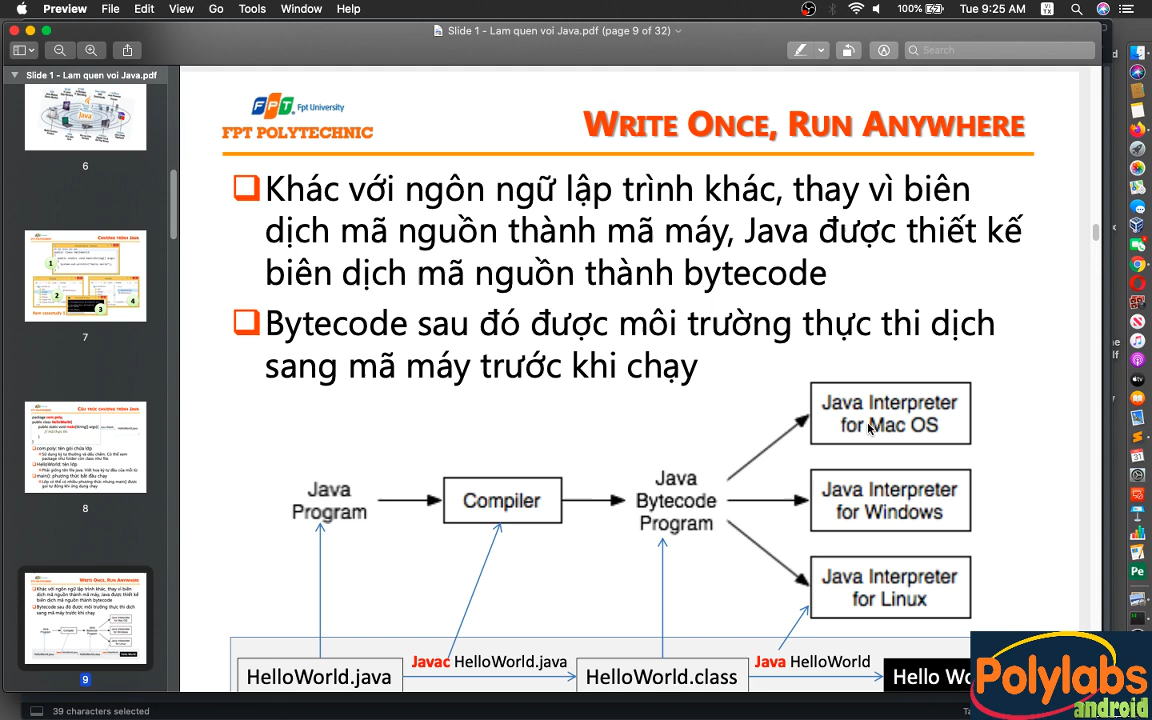 Preview File Edit View Go Tools Window Help
100% Tue 9:25 AM VI TX
Slide 1 - Lam quen voi Java.pdf (page 9 of 32)
Search
Slide 1 - Lam quen voi Java.pdf
6
7
8
9
FPT. Fpt University
FPT POLYTECHNIC
WRITE ONCE, RUN ANYWHERE
Khác với ngôn ngữ lập trình khác, thay vì biên
dịch mã nguồn thành mã máy, Java được thiết kế
biên dịch mã nguồn thành bytecode
Bytecode sau đó được môi trường thực thi dịch
sang mã máy trước khi chạy
Java Interpreter
for Mac OS
Java
Program
Compiler
Java
Bytecode
Program
Java Interpreter
for Windows
Java Interpreter
for Linux
Javac HelloWorld.java
Java HelloWorld
HelloWorld.java
HelloWorld.class
Hello Wo
Polylabs
android
39 characters selected